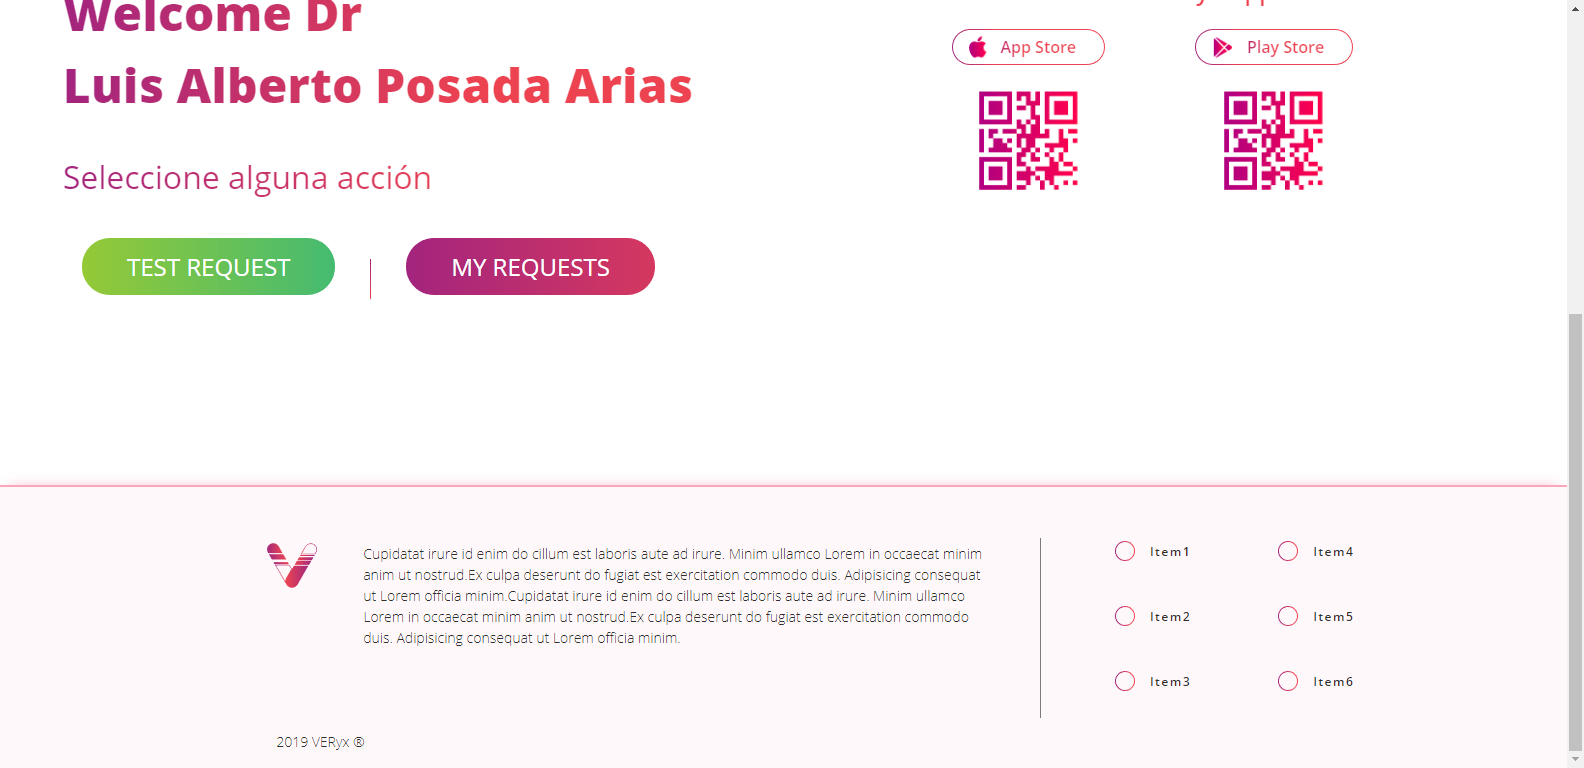 Welcome Dr
Luis Alberto Posada Arias
Seleccione alguna acción
TEST REQUEST
MY REQUESTS
App Store
Play Store
Cupidatat irure id enim do cillum est laboris aute ad irure. Minim ullamco Lorem in occaecat minim
anim ut nostrud.Ex culpa deserunt do fugiat est exercitation commodo duis. Adipisicing consequat
ut Lorem officia minim.Cupidatat irure id enim do cillum est laboris aute ad irure. Minim ullamco
Lorem in occaecat minim anim ut nostrud.Ex culpa deserunt do fugiat est exercitation commodo
duis. Adipisicing consequat ut Lorem officia minim.
Item1
Item4
Item2
Item5
Item3
Item6
2019 VERyx ®